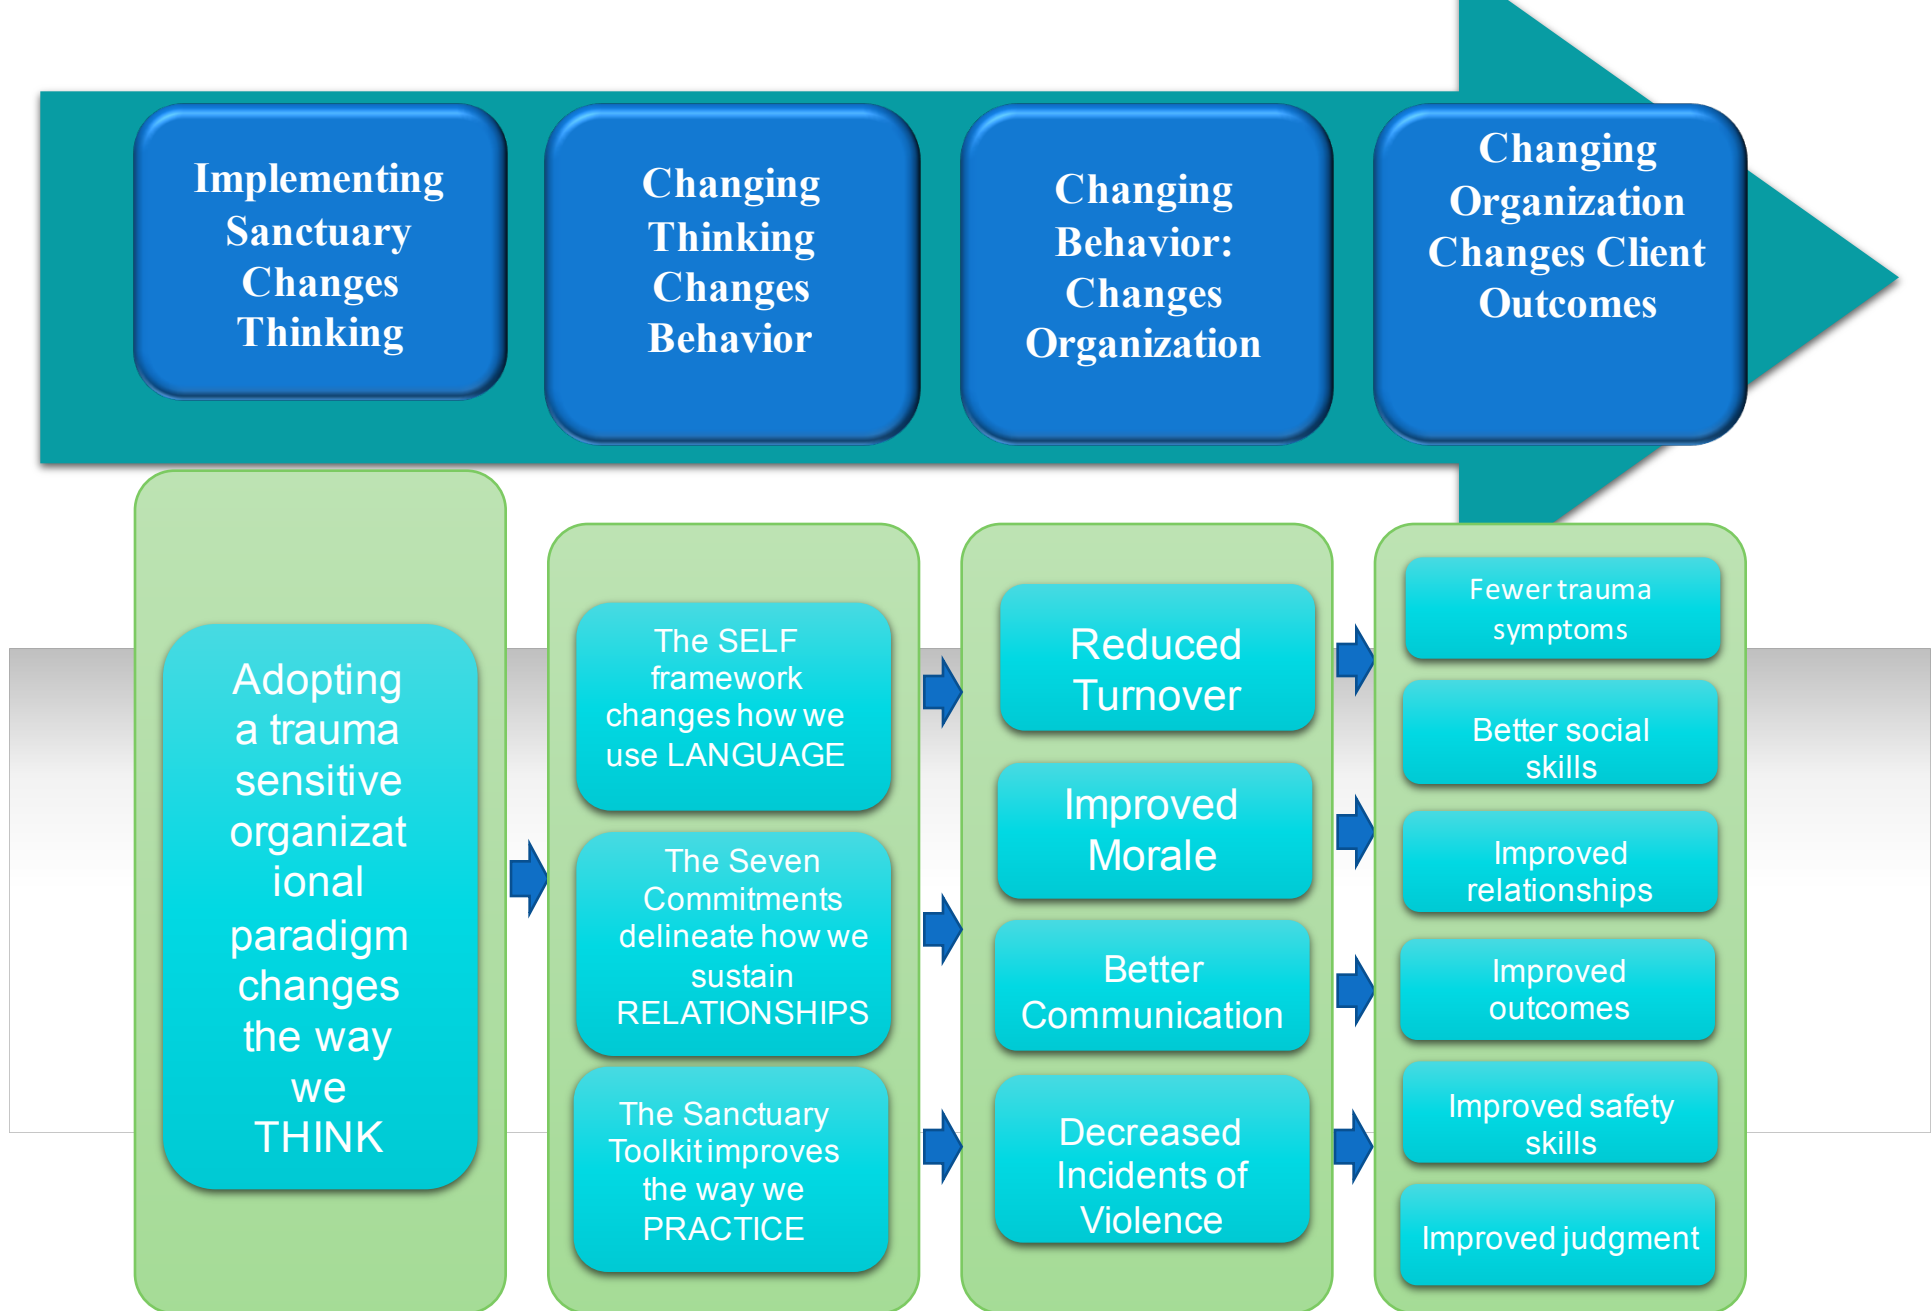 Implementing
Sanctuary
Changes
Thinking
Changing
Thinking
Changes
Behavior
Changing
Behavior:
Changes
Organization
Changing
Organization
Changes Client
Outcomes
Adopting
a trauma
sensitive
organizat
ional
paradigm
changes
the way
we
THINK
The SELF
framework
changes how we
use LANGUAGE
The Seven
Commitments
delineate how we
sustain
RELATIONSHIPS
The Sanctuary
Toolkit improves
the way we
PRACTICE
Reduced
Turnover
Improved
Morale
Better
Communication
Decreased
Incidents of
Violence
Fewer trauma
symptoms
Better social
skills
Improved
relationships
Improved
outcomes
Improved safety
skills
Improved judgment